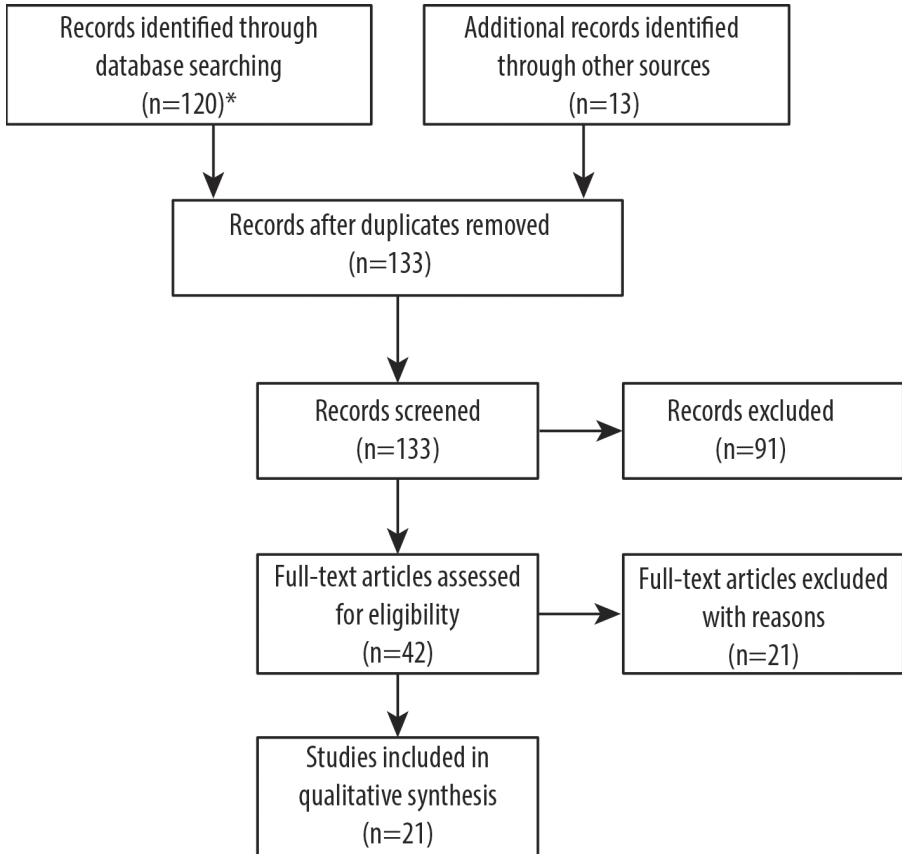 Records identified through
database searching
(n=120)*
Additional records identified
through other sources
(n=13)
Records after duplicates removed
(n=133)
Records screened
(n=133)
Records excluded
(n=91)
Full-text articles assessed
for eligibility
(n=42)
Full-text articles excluded
with reasons
(n=21)
Studies included in
qualitative synthesis
(n=21)